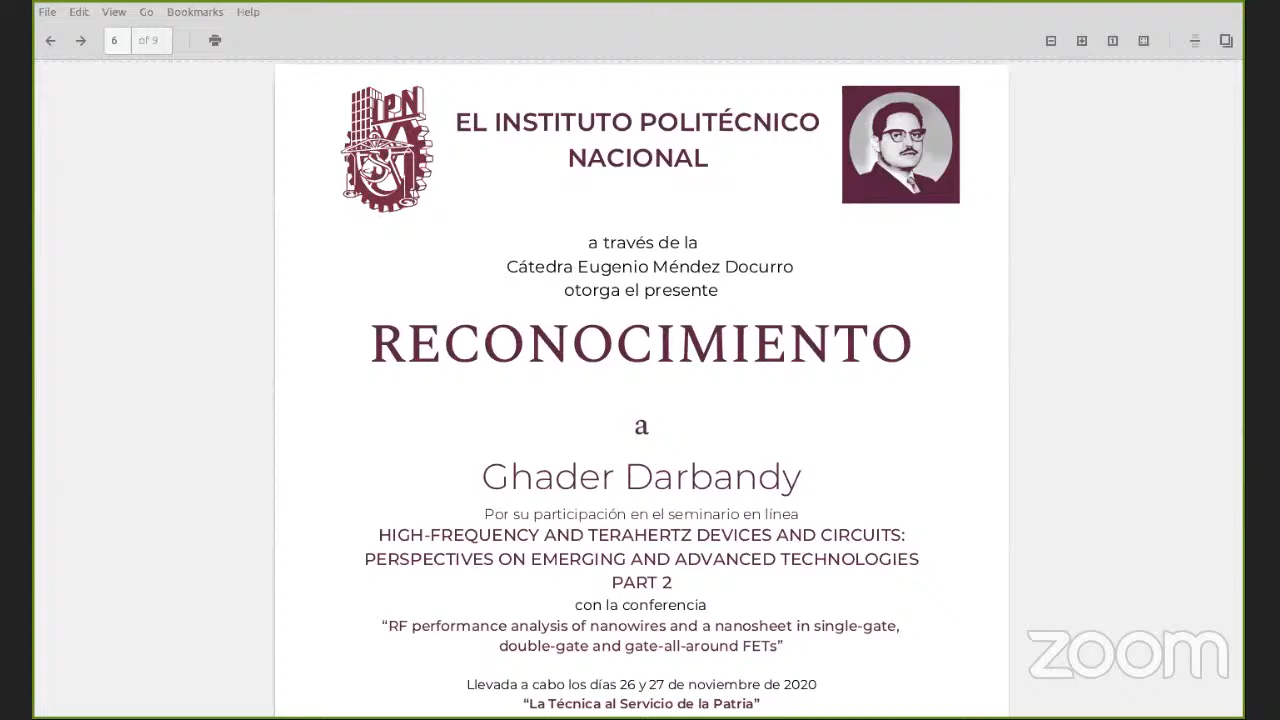 File Edit View Go Bookmarks Help
6 of 9
IPN
EL INSTITUTO POLITÉCNICO
NACIONAL
a través de la
Cátedra Eugenio Méndez Docurro
otorga el presente
RECONOCIMIENTO
a
Ghader Darbandy
Por su participación en el seminario en línea
HIGH-FREQUENCY AND TERAHERTZ DEVICES AND CIRCUITS:
PERSPECTIVES ON EMERGING AND ADVANCED TECHNOLOGIES
PART 2
con la conferencia
“RF performance analysis of nanowires and a nanosheet in single-gate,
double-gate and gate-all-around FETs”
Llevada a cabo los días 26 y 27 de noviembre de 2020
“La Técnica al Servicio de la Patria”
zoom